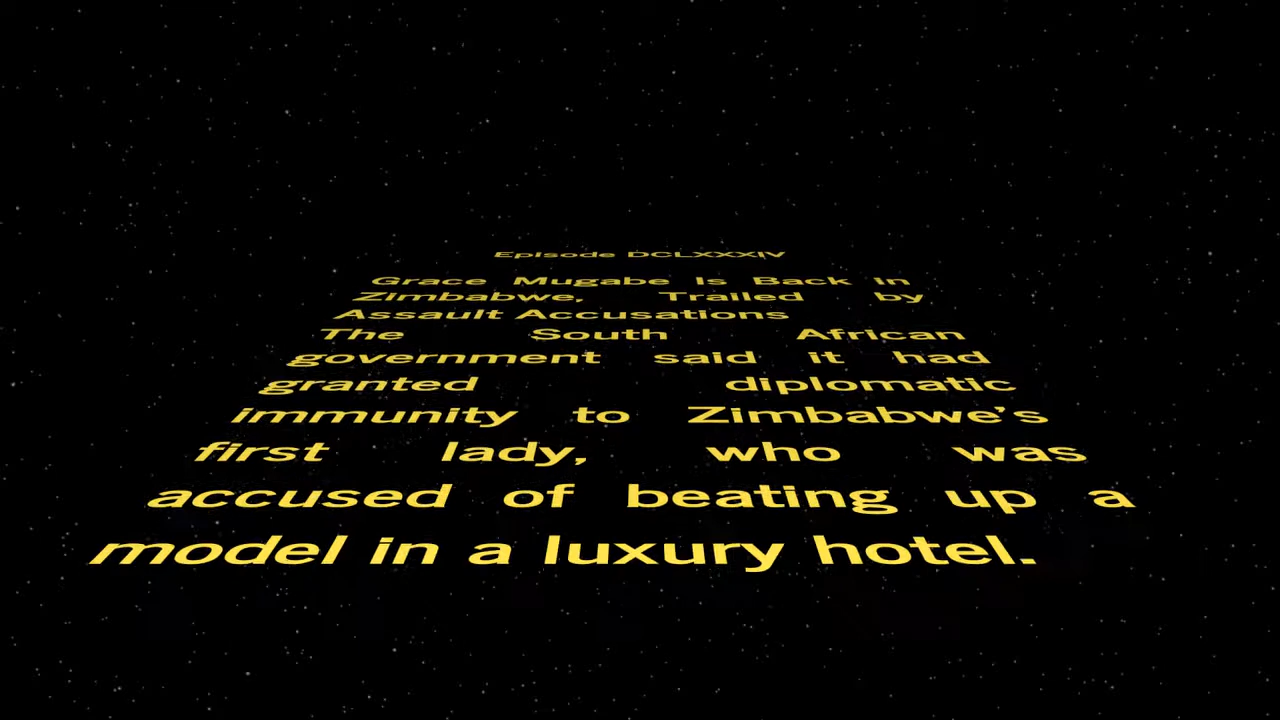 Episode DCLXXXIV
Grace Mugabe Is Back in
Zimbabwe, Trailed by
Assault Accusations
The South African
government said it had
granted diplomatic
immunity to Zimbabwe’s
first lady, who was
accused of beating up a
model in a luxury hotel.